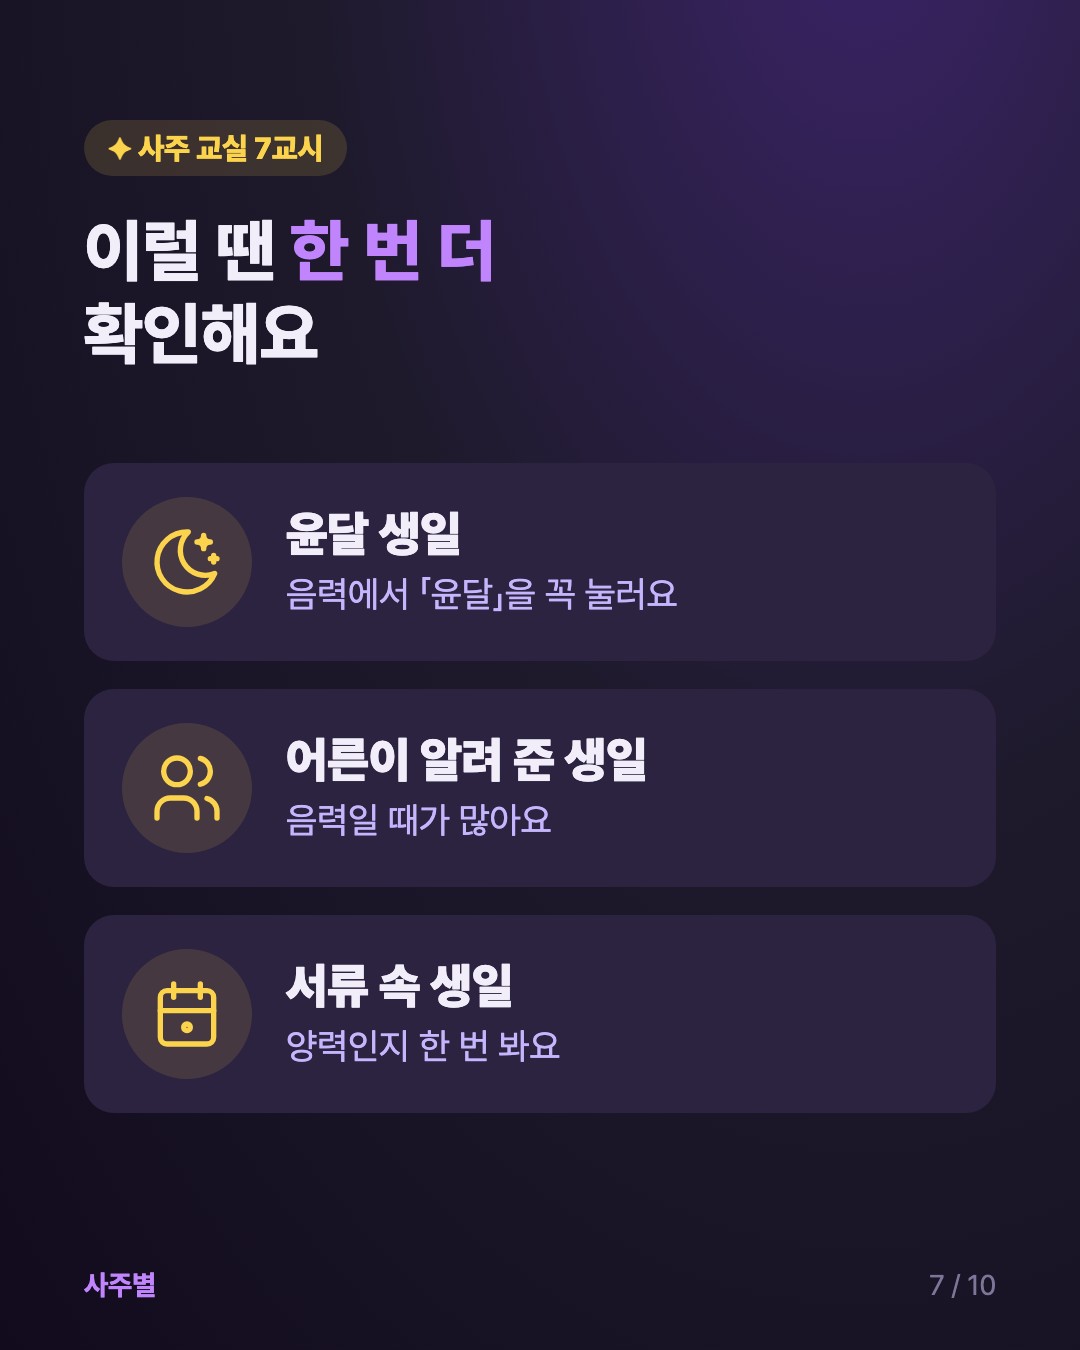 ✦ 사주 교실 7교시
이럴 땐 한 번 더
확인해요
윤달 생일
음력에서 「윤달」을 꼭 눌러요
어른이 알려 준 생일
음력일 때가 많아요
서류 속 생일
양력인지 한 번 봐요
사주별
7 / 10